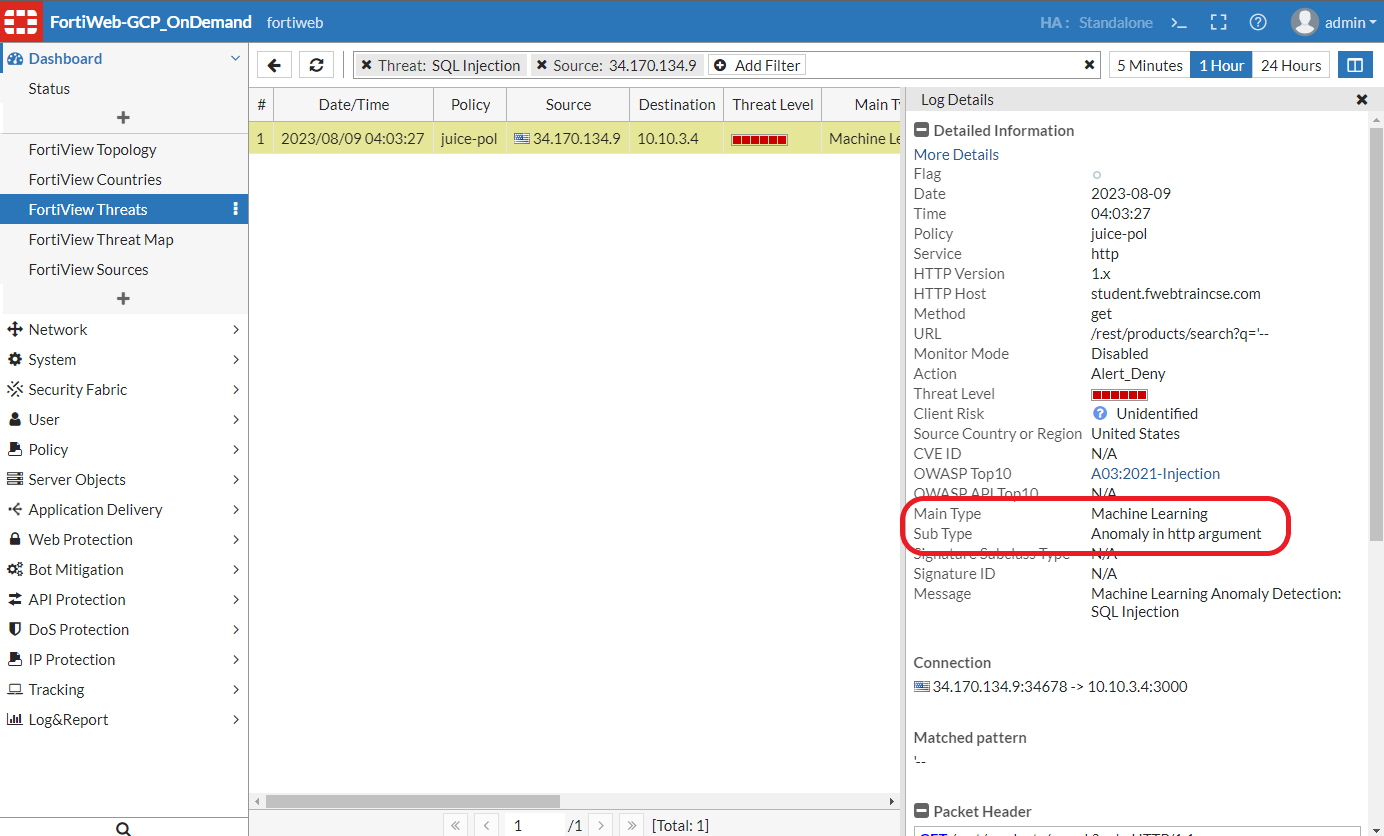 FortiWeb-GCP_OnDemand fortiweb HA : Standalone >_ admin
Dashboard
Status
FortiView Topology
FortiView Countries
FortiView Threats
FortiView Threat Map
FortiView Sources
Network
System
Security Fabric
User
Policy
Server Objects
Application Delivery
Web Protection
Bot Mitigation
API Protection
DoS Protection
IP Protection
Tracking
Log&Report
Threat: SQL Injection Source: 34.170.134.9 Add Filter 5 Minutes 1 Hour 24 Hours
# Date/Time Policy Source Destination Threat Level Main Ty
1 2023/08/09 04:03:27 juice-pol 34.170.134.9 10.10.3.4 Machine Le
« ‹ 1 /1 › » [Total: 1]
Log Details
Detailed Information
More Details
Flag
Date 2023-08-09
Time 04:03:27
Policy juice-pol
Service http
HTTP Version 1.x
HTTP Host student.fwebtraincse.com
Method get
URL /rest/products/search?q='--
Monitor Mode Disabled
Action Alert_Deny
Threat Level
Client Risk Unidentified
Source Country or Region United States
CVE ID N/A
OWASP Top10 A03:2021-Injection
OWASP API Top10 N/A
Main Type Machine Learning
Sub Type Anomaly in http argument
Signature Subclass Type N/A
Signature ID N/A
Message Machine Learning Anomaly Detection:
SQL Injection
Connection
34.170.134.9:34678 -> 10.10.3.4:3000
Matched pattern
'--
Packet Header